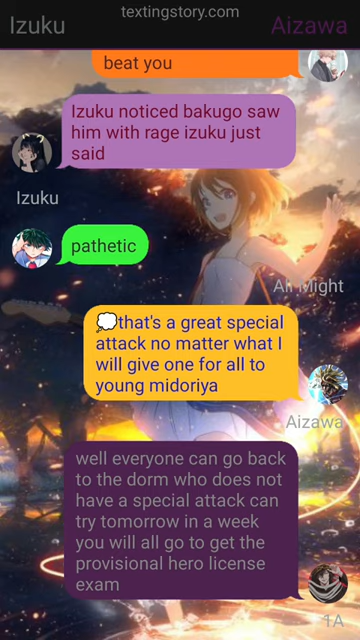 textingstory.com
Izuku
Aizawa
beat you
Izuku noticed bakugo saw
him with rage izuku just
said
Izuku
pathetic
All Might
💭that's a great special
attack no matter what I
will give one for all to
young midoriya
Aizawa
well everyone can go back
to the dorm who does not
have a special attack can
try tomorrow in a week
you will all go to get the
provisional hero license
exam
1A